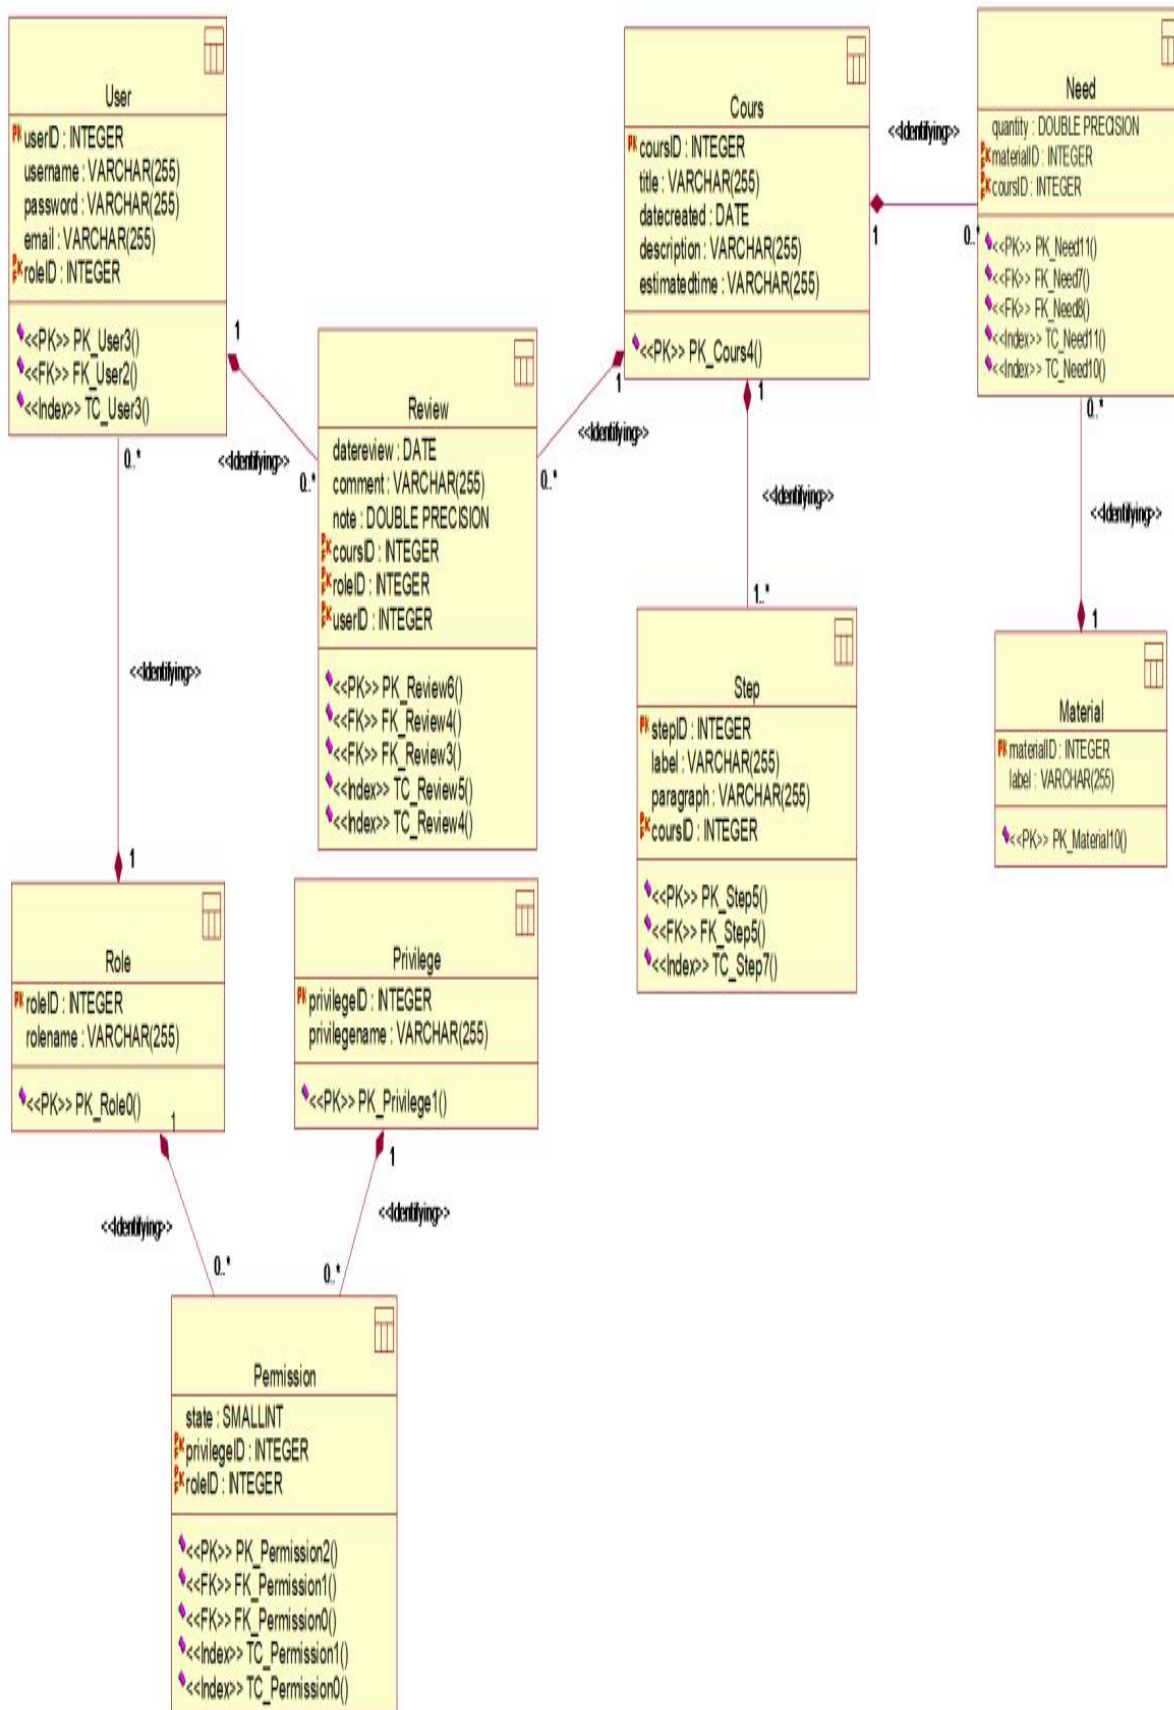 User
PK userID : INTEGER
username : VARCHAR(255)
password : VARCHAR(255)
email : VARCHAR(255)
PFK roleID : INTEGER
<<PK>> PK_User3()
<<FK>> FK_User2()
<<Index>> TC_User3()
1
0..*
<<Identifying>>
0..*
<<Identifying>>
1
Review
datereview : DATE
comment : VARCHAR(255)
note : DOUBLE PRECISION
PFK coursID : INTEGER
PFK roleID : INTEGER
PFK userID : INTEGER
<<PK>> PK_Review6()
<<FK>> FK_Review4()
<<FK>> FK_Review3()
<<Index>> TC_Review5()
<<Index>> TC_Review4()
Cours
PK coursID : INTEGER
title : VARCHAR(255)
datecreated : DATE
description : VARCHAR(255)
estimatedtime : VARCHAR(255)
<<PK>> PK_Cours4()
1
<<Identifying>>
0..*
1
<<Identifying>>
1..*
<<Identifying>>
1
0..*
Need
quantity : DOUBLE PRECISION
PFK materialID : INTEGER
PFK coursID : INTEGER
<<PK>> PK_Need11()
<<FK>> FK_Need7()
<<FK>> FK_Need8()
<<Index>> TC_Need11()
<<Index>> TC_Need10()
0..*
<<Identifying>>
1
Step
PK stepID : INTEGER
label : VARCHAR(255)
paragraph : VARCHAR(255)
PFK coursID : INTEGER
<<PK>> PK_Step5()
<<FK>> FK_Step5()
<<Index>> TC_Step7()
Material
PK materialID : INTEGER
label : VARCHAR(255)
<<PK>> PK_Material10()
Role
PK roleID : INTEGER
rolename : VARCHAR(255)
<<PK>> PK_Role0()
1
Privilege
PK privilegeID : INTEGER
privilegename : VARCHAR(255)
<<PK>> PK_Privilege1()
1
<<Identifying>>
<<Identifying>>
0..*
0..*
Permission
state : SMALLINT
PFK privilegeID : INTEGER
PFK roleID : INTEGER
<<PK>> PK_Permission2()
<<FK>> FK_Permission1()
<<FK>> FK_Permission0()
<<Index>> TC_Permission1()
<<Index>> TC_Permission0()